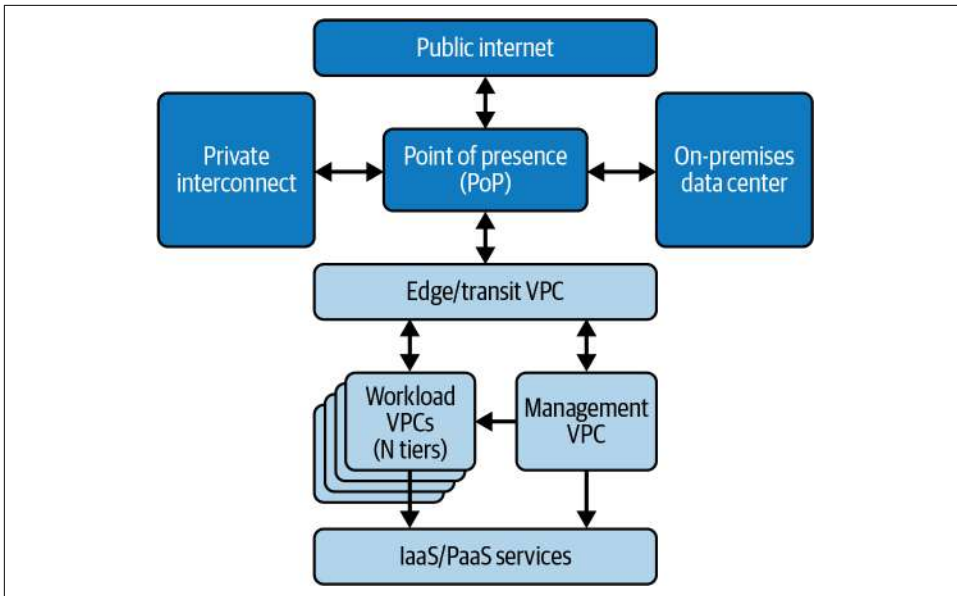 Public internet
Private
interconnect
Point of presence
(PoP)
On-premises
data center
Edge/transit VPC
Workload
VPCs
(N tiers)
Management
VPC
IaaS/PaaS services